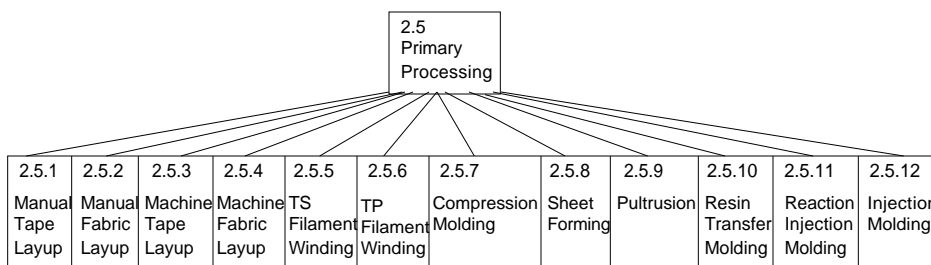 2.5
Primary
Processing
2.5.1
Manual
Tape
Layup
2.5.2
Manual
Fabric
Layup
2.5.3
Machine
Tape
Layup
2.5.4
Machine
Fabric
Layup
2.5.5
TS
Filament
Winding
2.5.6
TP
Filament
Winding
2.5.7
Compression
Molding
2.5.8
Sheet
Forming
2.5.9
Pultrusion
2.5.10
Resin
Transfer
Molding
2.5.11
Reaction
Injection
Molding
2.5.12
Injection
Molding